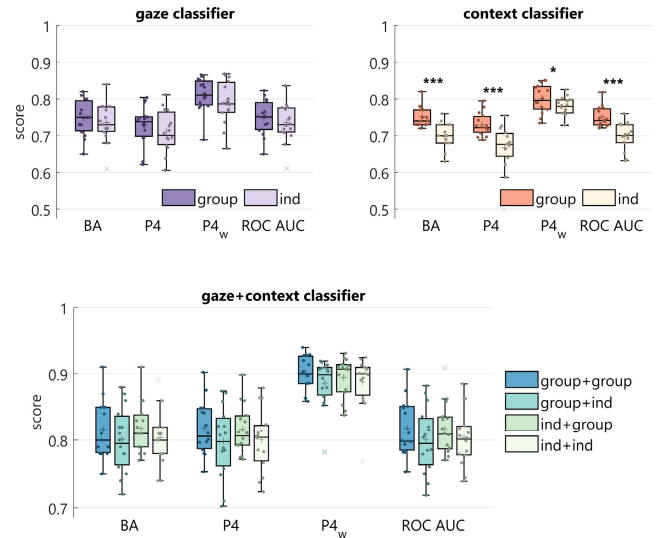 gaze classifier
1
0.9
0.8
0.7
0.6
0.5
score
BA P4 P4w ROC AUC
group ind
context classifier
1
0.9
0.8
0.7
0.6
0.5
*** *** * ***
BA P4 P4w ROC AUC
group ind
gaze+context classifier
1
0.9
0.8
0.7
score
BA P4 P4w ROC AUC
group+group
group+ind
ind+group
ind+ind